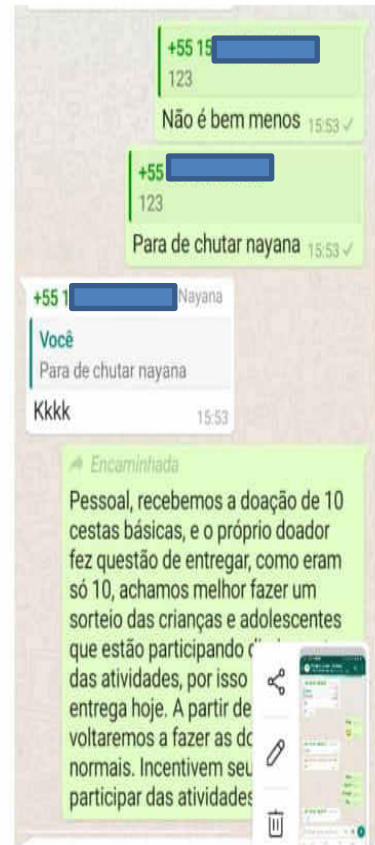 +55 15
123
Não é bem menos 15:53
+55
123
Para de chutar nayana 15:53
+55 1 Nayana
Você
Para de chutar nayana
Kkkk 15:53
Encaminhada
Pessoal, recebemos a doação de 10
cestas básicas, e o próprio doador
fez questão de entregar, como eram
só 10, achamos melhor fazer um
sorteio das crianças e adolescentes
que estão participando
das atividades, por isso
entrega hoje. A partir de
voltaremos a fazer as
normais. Incentivem
participar das atividades